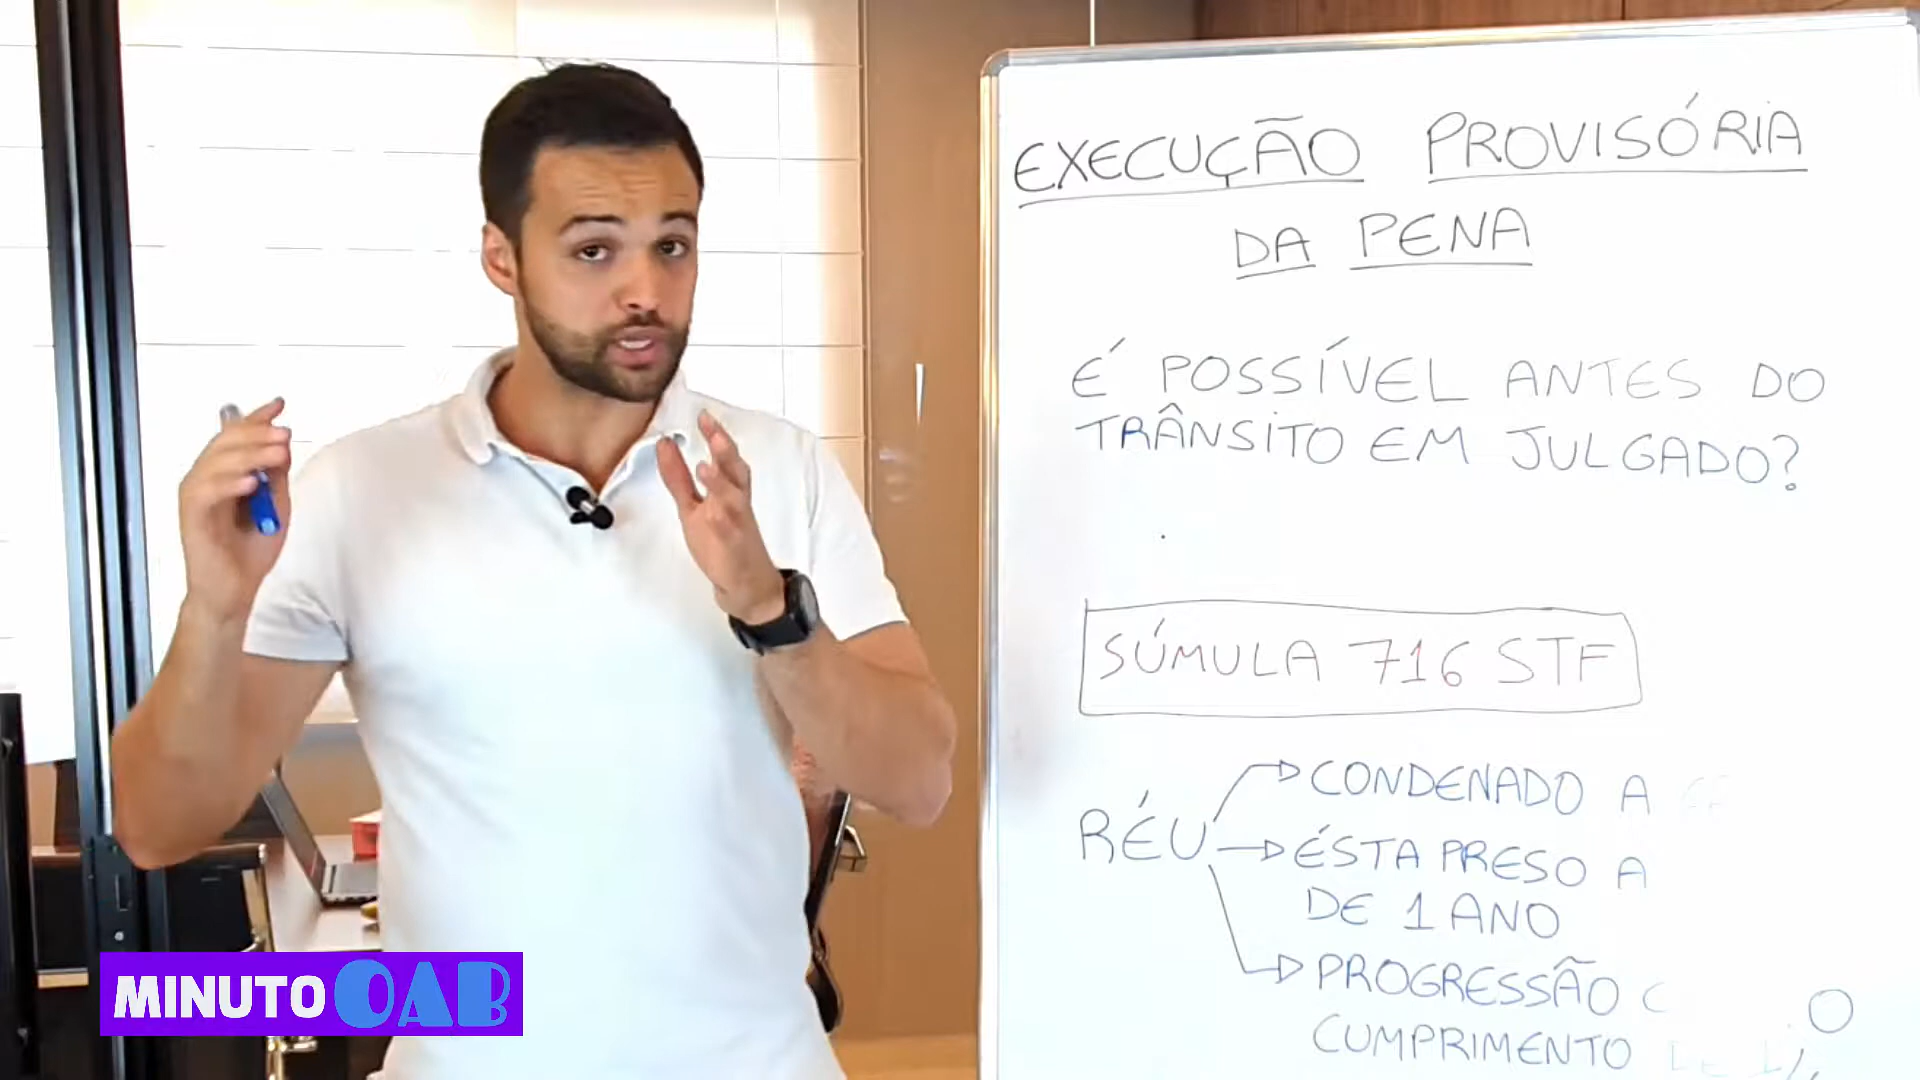 EXECUÇÃO PROVISÓRIA
DA PENA
É POSSÍVEL ANTES DO
TRÂNSITO EM JULGADO?
SÚMULA 716 STF
RÉU
CONDENADO A
ÉSTA PRESO A
DE 1 ANO
PROGRESSÃO C
CUMPRIMENTO
MINUTO OAB